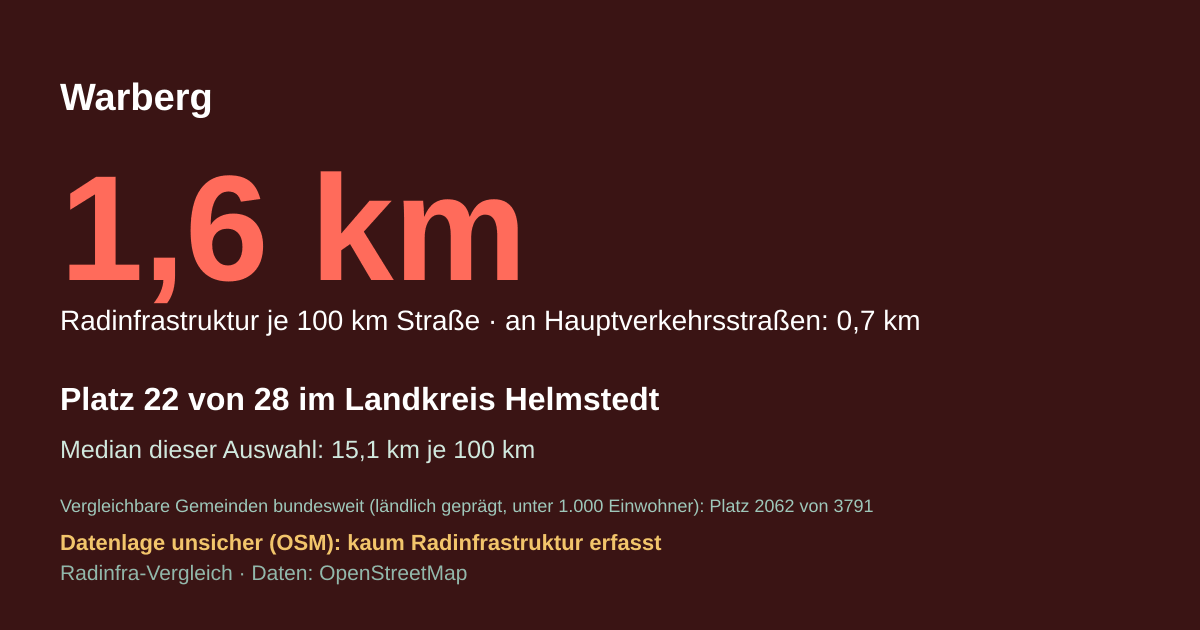 Warberg
1,6 km
Radinfrastruktur je 100 km Straße · an Hauptverkehrsstraßen: 0,7 km
Platz 22 von 28 im Landkreis Helmstedt
Median dieser Auswahl: 15,1 km je 100 km
Vergleichbare Gemeinden bundesweit (ländlich geprägt, unter 1.000 Einwohner): Platz 2062 von 3791
Datenlage unsicher (OSM): kaum Radinfrastruktur erfasst
Radinfra-Vergleich · Daten: OpenStreetMap